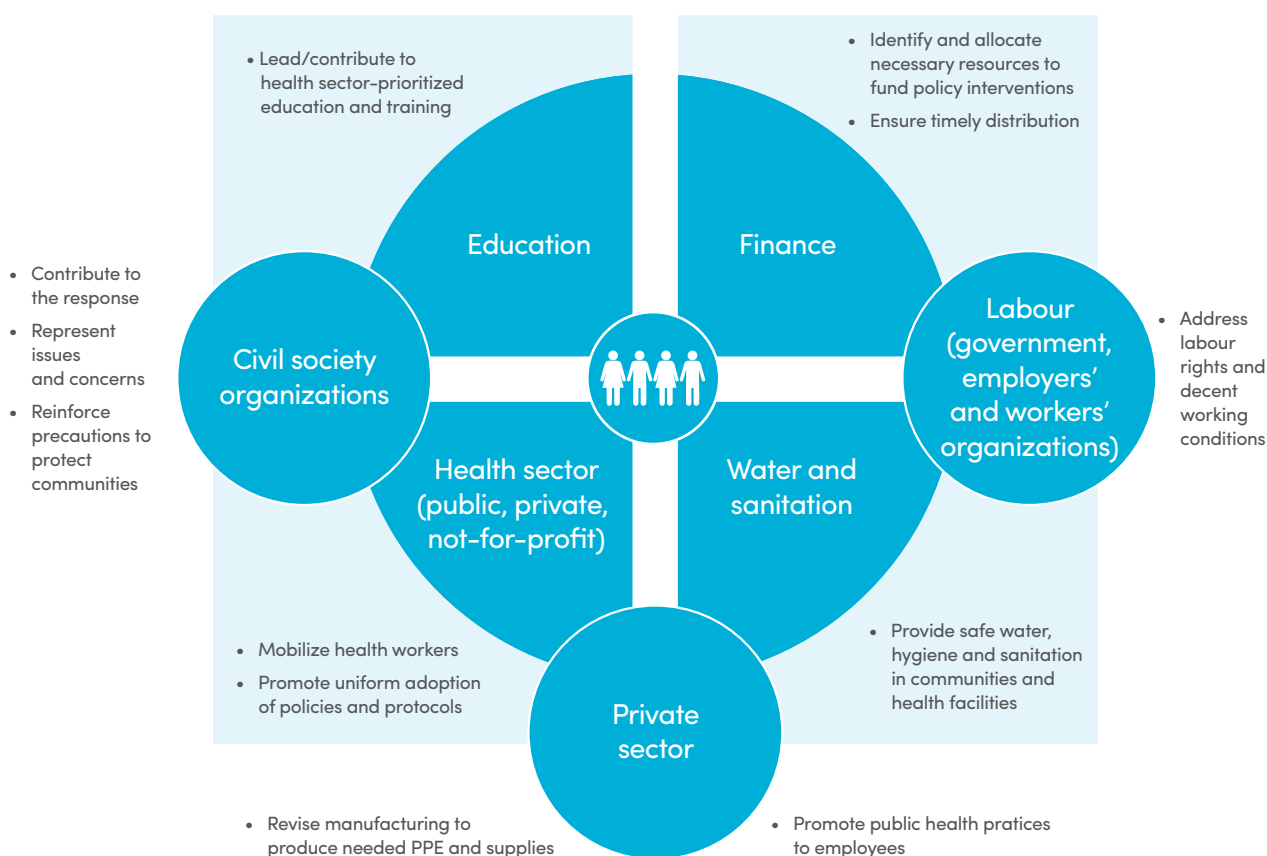 • Lead/contribute to
health sector-prioritized
education and training
• Identify and allocate
necessary resources to
fund policy interventions
• Ensure timely distribution
Education
Finance
• Contribute to
the response
• Represent
issues
and concerns
• Reinforce
precautions to
protect
communities
Civil society
organizations
Labour
(government,
employers’
and workers’
organizations)
• Address
labour
rights and
decent
working
conditions
Health sector
(public, private,
not-for-profit)
Water and
sanitation
• Mobilize health workers
• Promote uniform adoption
of policies and protocols
• Provide safe water,
hygiene and sanitation
in communities and
health facilities
Private
sector
• Revise manufacturing to
produce needed PPE and supplies
• Promote public health pratices
to employees